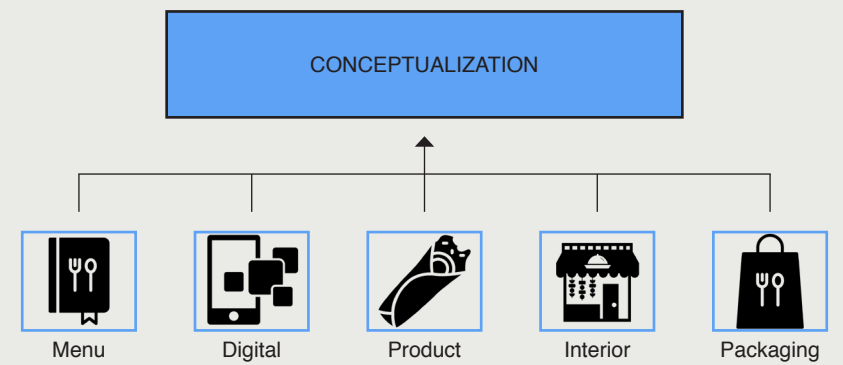 CONCEPTUALIZATION
Menu
Digital
Product
Interior
Packaging